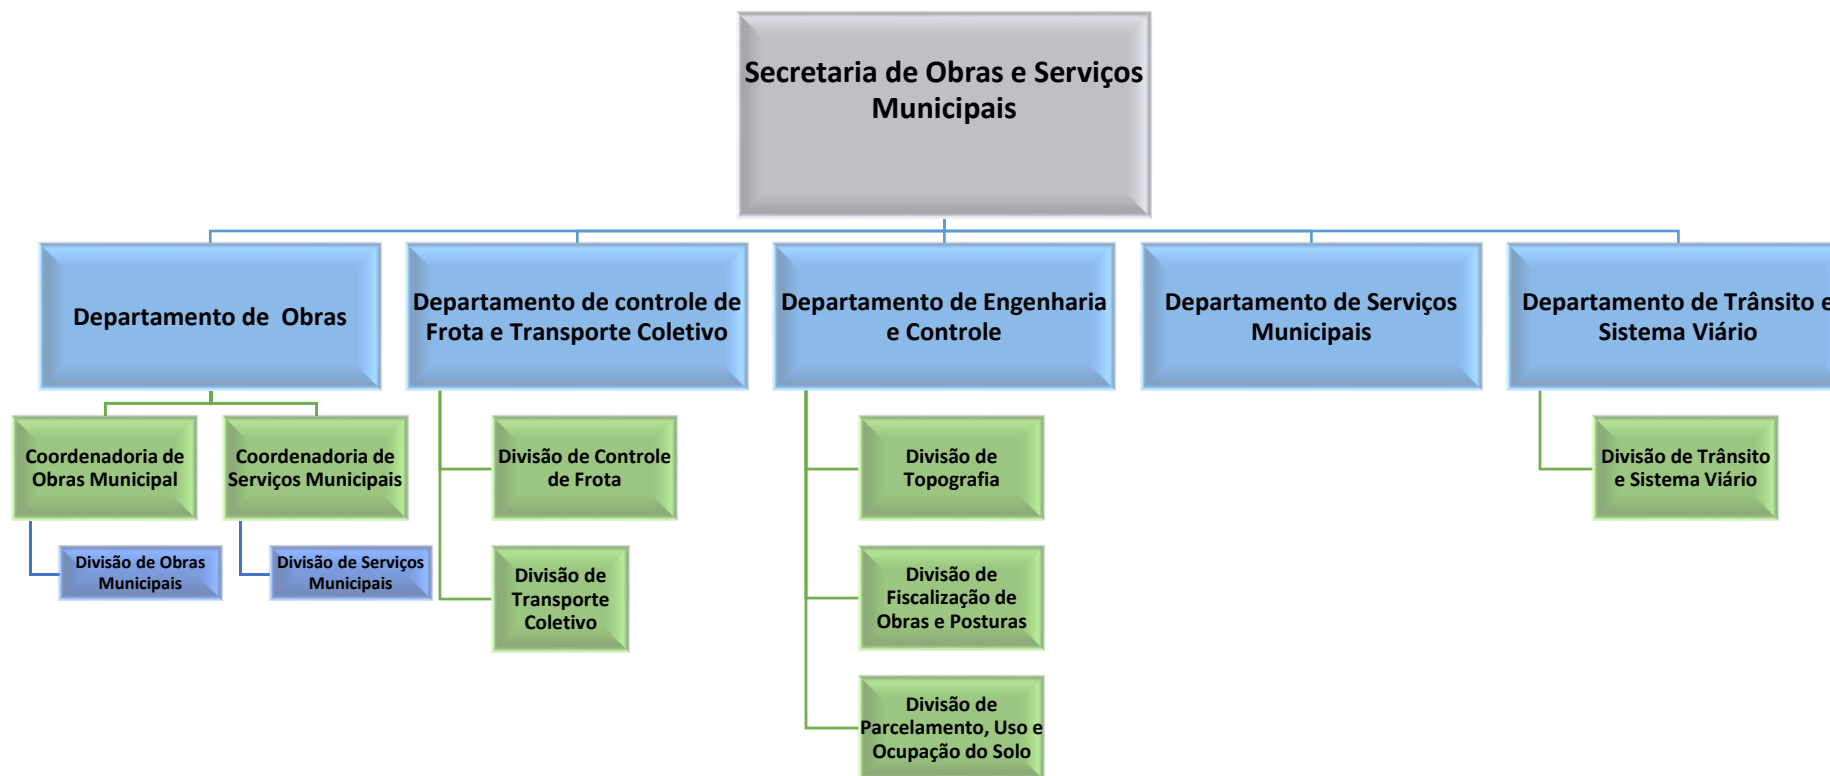 Secretaria de Obras e Serviços
Municipais
Departamento de Obras
Departamento de controle de
Frota e Transporte Coletivo
Departamento de Engenharia
e Controle
Departamento de Serviços
Municipais
Departamento de Trânsito e
Sistema Viário
Coordenadoria de
Obras Municipal
Coordenadoria de
Serviços Municipais
Divisão de Obras
Municipais
Divisão de Serviços
Municipais
Divisão de Controle
de Frota
Divisão de
Transporte
Coletivo
Divisão de
Topografia
Divisão de
Fiscalização de
Obras e Posturas
Divisão de
Parcelamento, Uso e
Ocupação do Solo
Divisão de Trânsito
e Sistema Viário